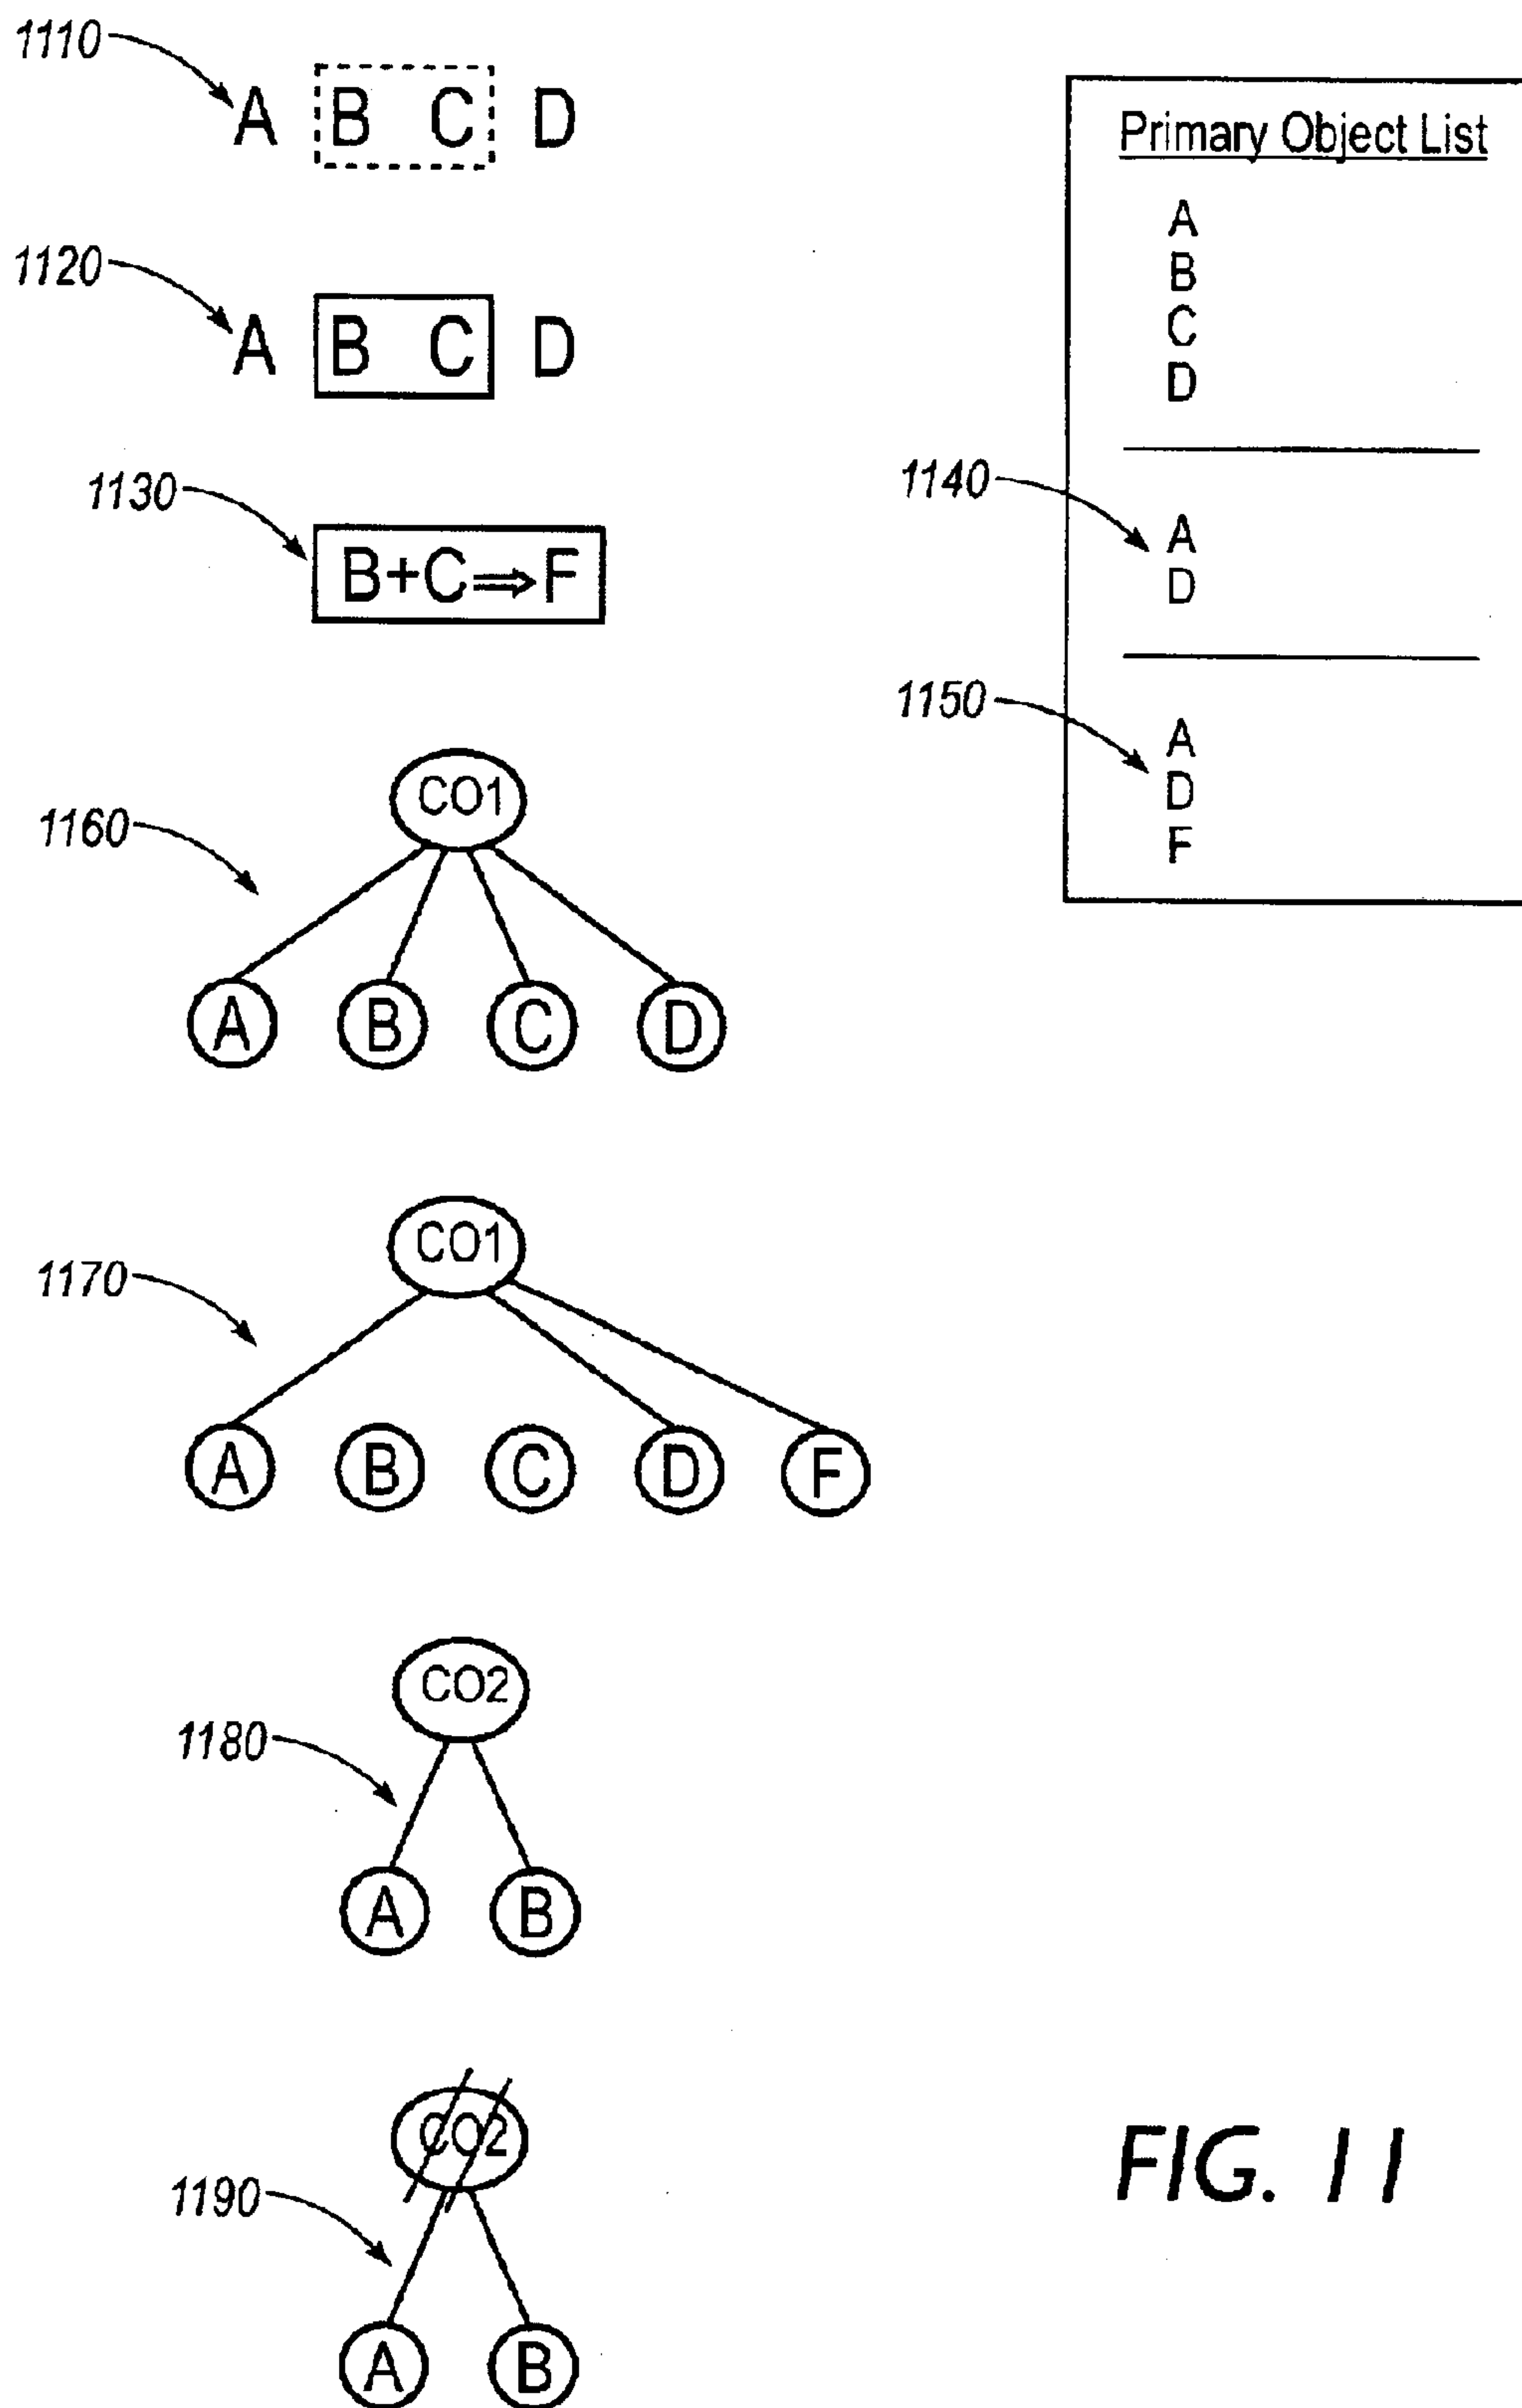 1110
A B C D
1120
A B C D
1130
B+C⇒F
Primary Object List
A
B
C
D
1140
A
D
1150
A
D
F
1160
CO1
A B C D
1170
CO1
A B C D F
1180
CO2
A B
1190
CO2
A B
FIG. 11